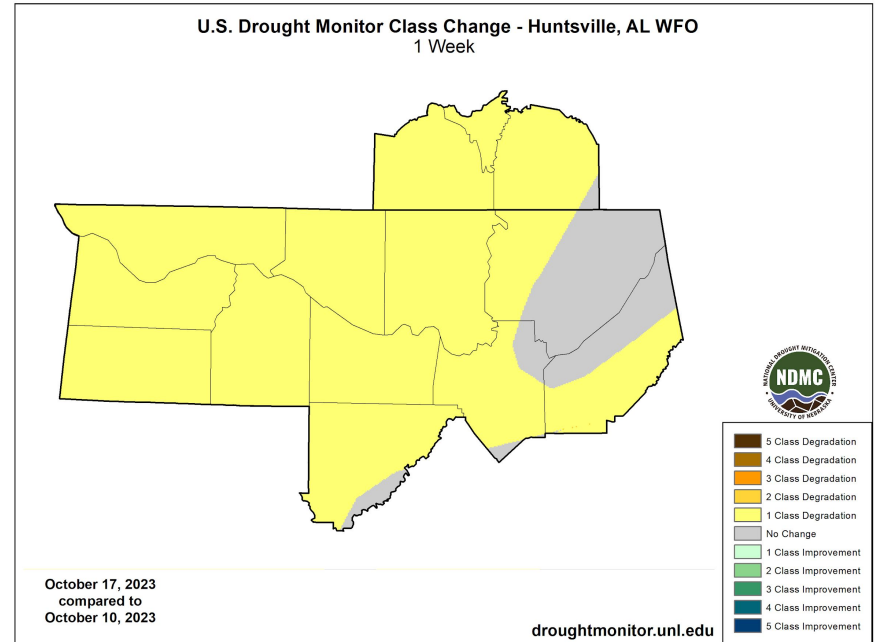 U.S. Drought Monitor Class Change - Huntsville, AL WFO
1 Week
NATIONAL DROUGHT MITIGATION CENTER
NDMC
UNIVERSITY OF NEBRASKA
5 Class Degradation
4 Class Degradation
3 Class Degradation
2 Class Degradation
1 Class Degradation
No Change
1 Class Improvement
2 Class Improvement
3 Class Improvement
4 Class Improvement
5 Class Improvement
October 17, 2023
compared to
October 10, 2023
droughtmonitor.unl.edu